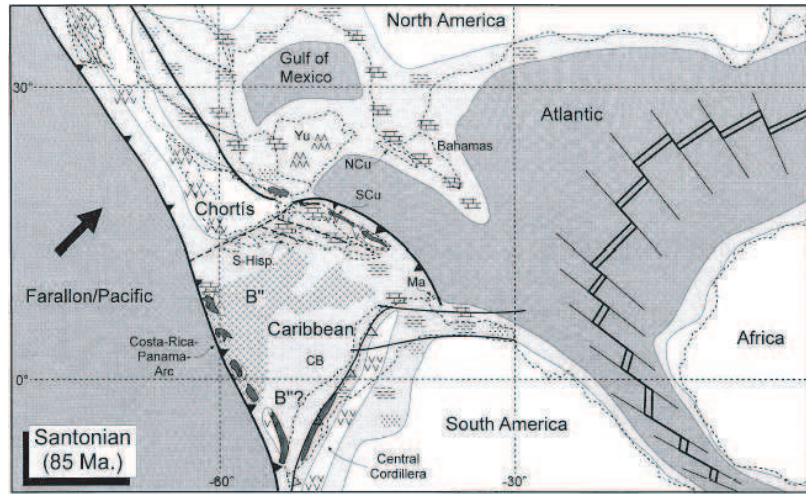 North America
Gulf of
Mexico
30°
Atlantic
Yu
Bahamas
NCu
SCu
Chortís
S-Hisp.
Farallon/Pacific
B"
Ma
Caribbean
Africa
Costa-Rica-
Panama-
Arc
CB
0°
B"?
South America
Santonian
(85 Ma.)
Central
Cordillera
-60°
-30°